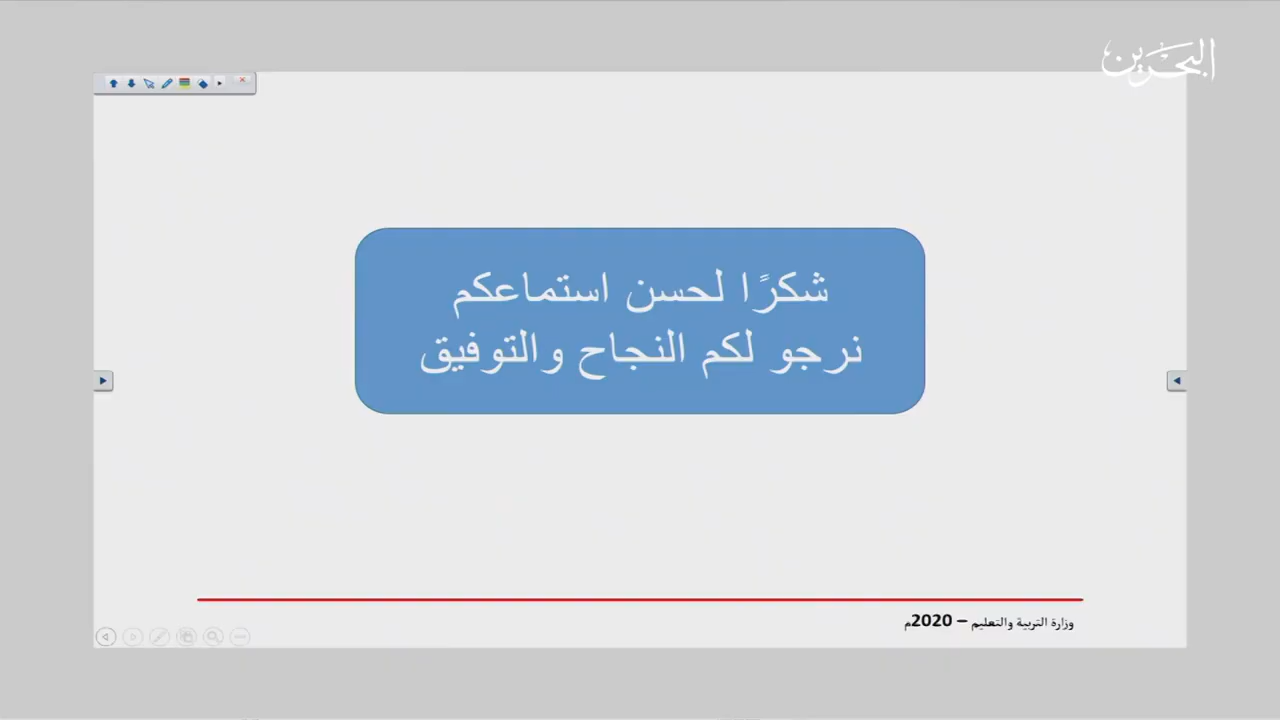 البحرين
شكرًا لحسن استماعكم
نرجو لكم النجاح والتوفيق
وزارة التربية والتعليم – 2020م